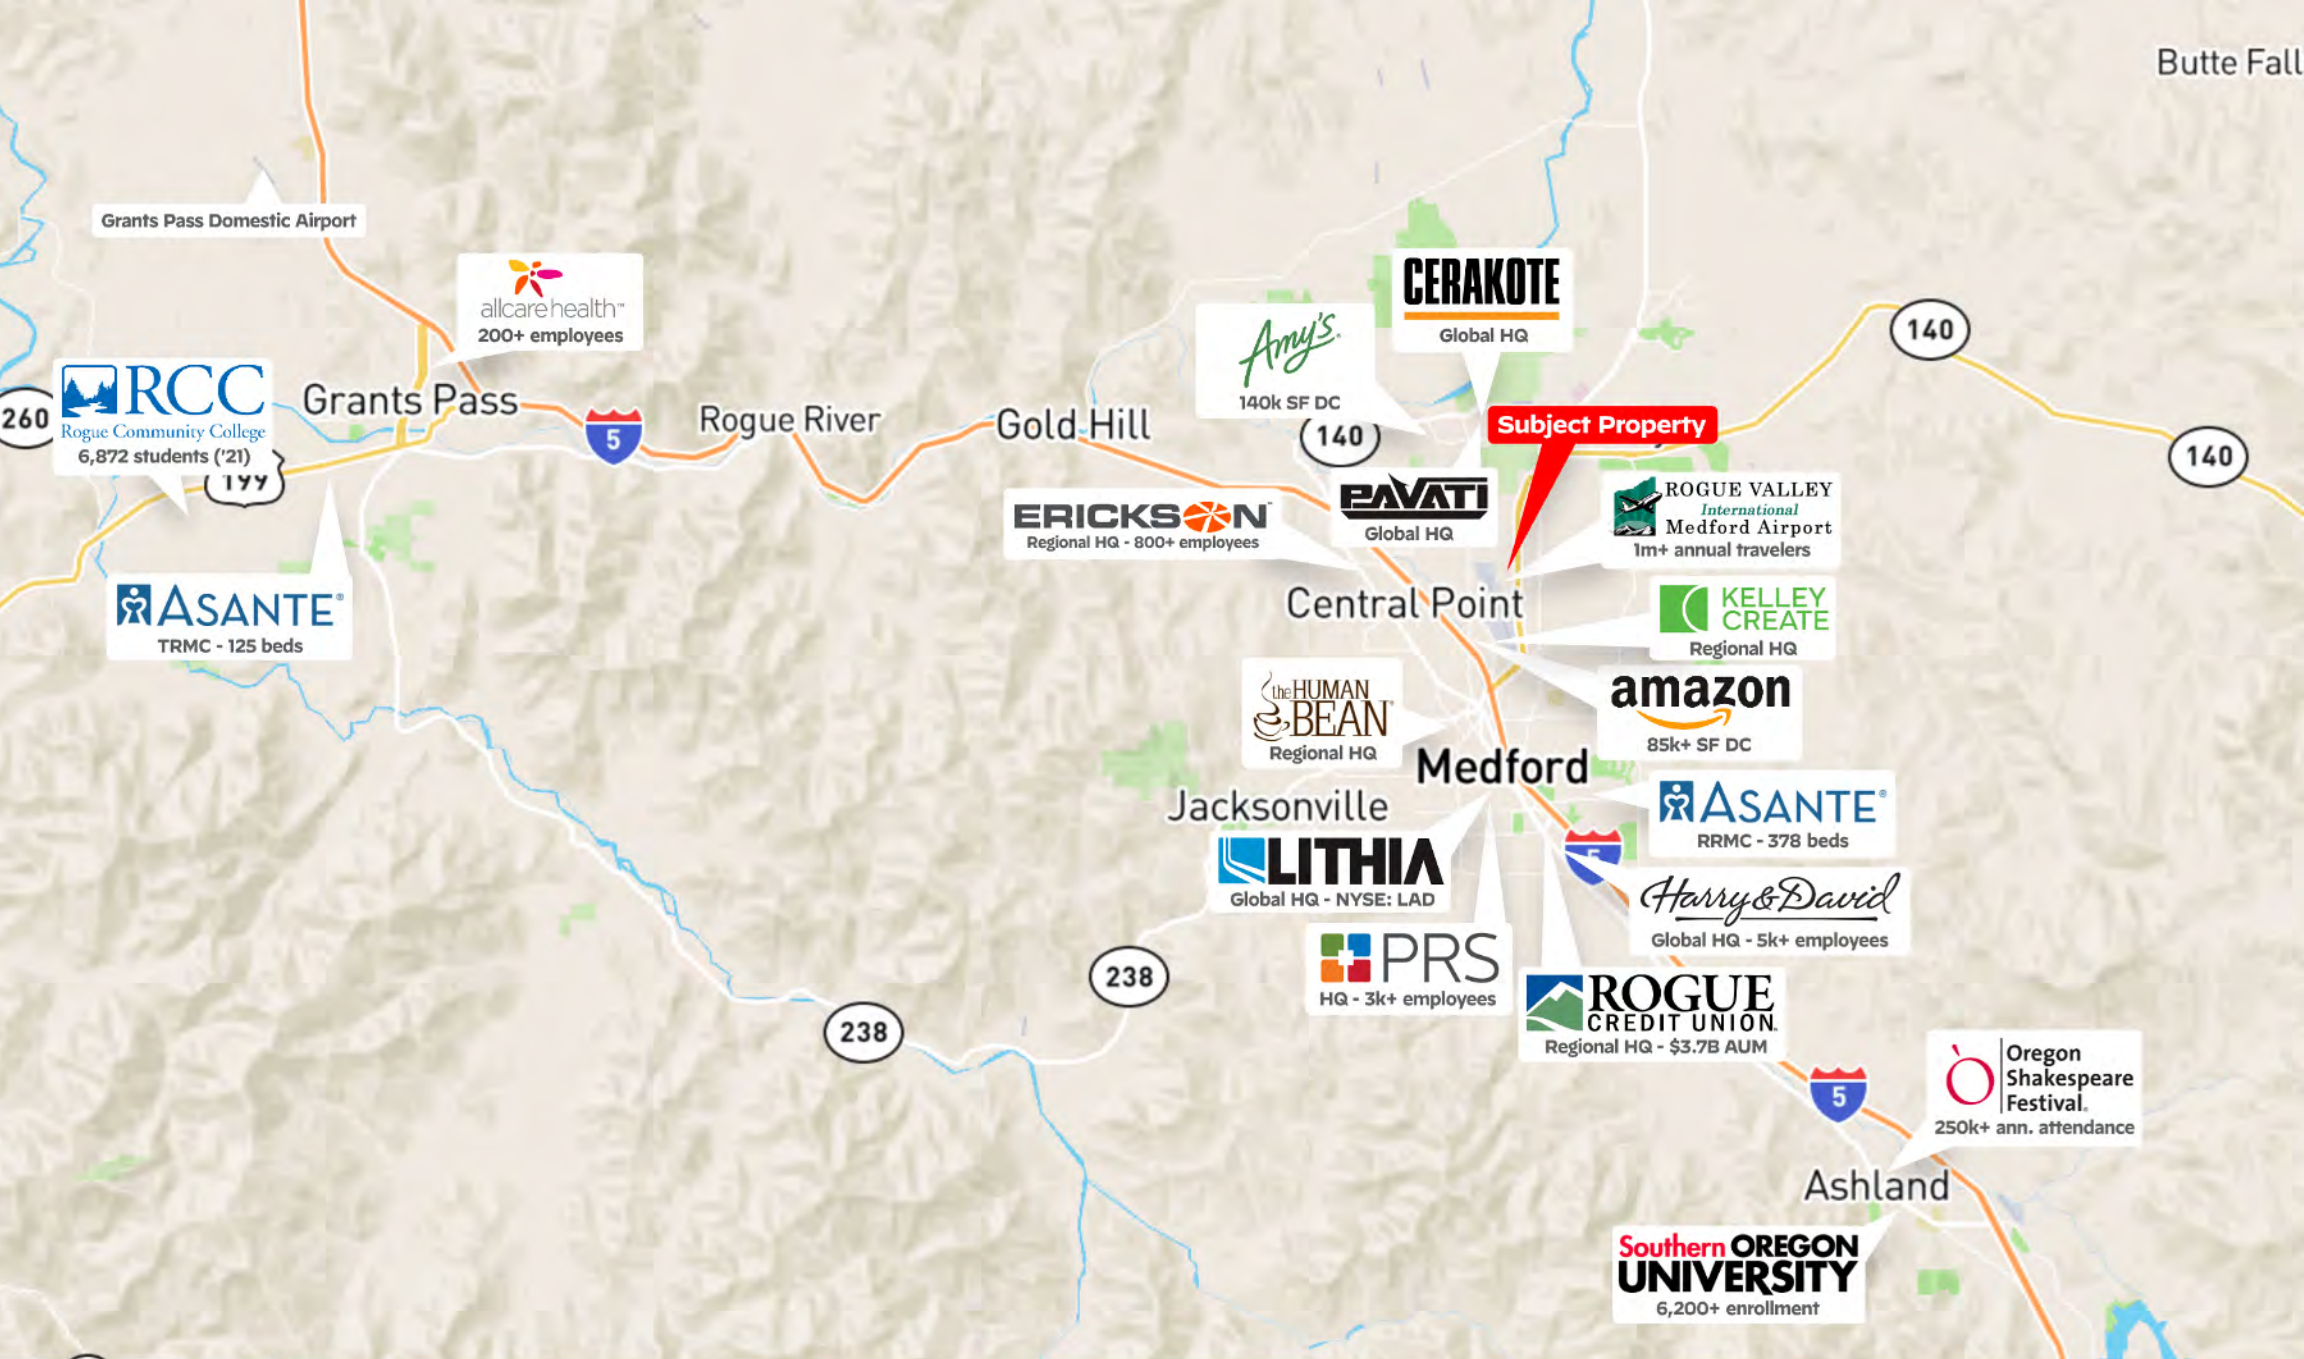 Butte Fall
Grants Pass Domestic Airport
allcare health™
200+ employees
CERAKOTE
Global HQ
Amy's
140k SF DC
140
140
140
260
RCC
Rogue Community College
6,872 students ('21)
199
Grants Pass
5
Rogue River
Gold Hill
Subject Property
ERICKSON™
Regional HQ - 800+ employees
PAVATI
Global HQ
ROGUE VALLEY
International
Medford Airport
1m+ annual travelers
ASANTE®
TRMC - 125 beds
Central Point
KELLEY
CREATE
Regional HQ
the HUMAN
BEAN®
Regional HQ
amazon
85k+ SF DC
Medford
Jacksonville
ASANTE®
RRMC - 378 beds
LITHIA
Global HQ - NYSE: LAD
5
Harry & David
Global HQ - 5k+ employees
PRS
HQ - 3k+ employees
238
238
ROGUE
CREDIT UNION
Regional HQ - $3.7B AUM
5
Oregon
Shakespeare
Festival.
250k+ ann. attendance
Ashland
Southern OREGON
UNIVERSITY
6,200+ enrollment